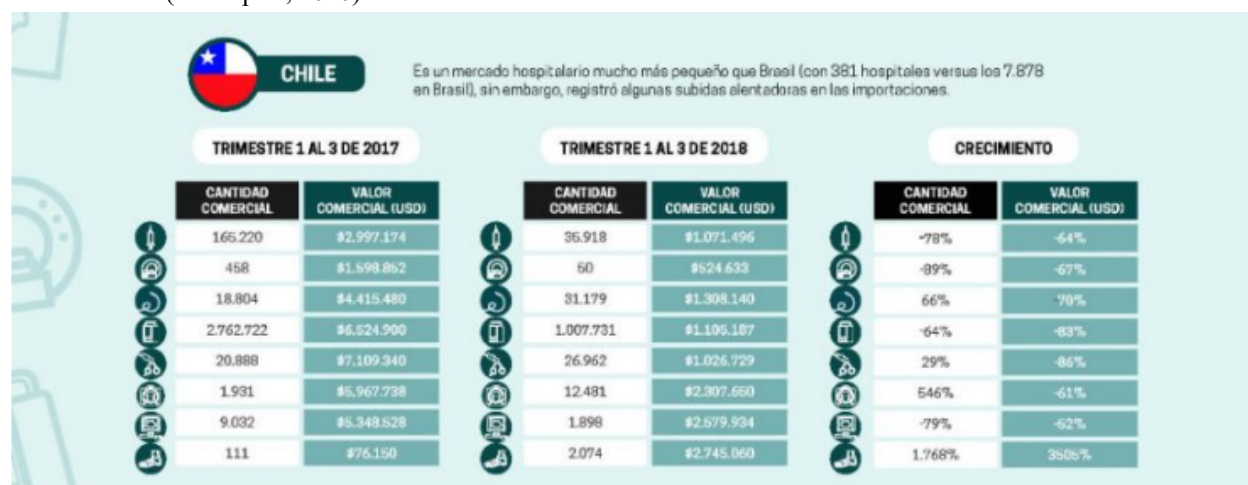 CHILE
Es un mercado hospitalario mucho más pequeño que Brasil (con 381 hospitales versus los 7.878
en Brasil), sin embargo, registró algunas subidas alentadoras en las importaciones.
TRIMESTRE 1 AL 3 DE 2017 TRIMESTRE 1 AL 3 DE 2018 CRECIMIENTO
CANTIDAD VALOR CANTIDAD VALOR CANTIDAD VALOR
COMERCIAL COMERCIAL (USD) COMERCIAL COMERCIAL (USD) COMERCIAL COMERCIAL (USD)
165.220 $2.997.174 35.918 $1.071.496 -78% -64%
458 $1.598.852 50 $524.633 -89% -67%
18.804 $4.415.480 31.179 $1.308.140 66% -70%
2.762.722 $6.524.900 1.007.731 $1.105.187 -64% -83%
20.888 $7.109.340 26.962 $1.026.729 29% -86%
1.931 $5.967.738 12.481 $2.307.650 546% -61%
9.032 $5.348.528 1.898 $2.579.934 -79% -52%
111 $76.150 2.074 $2.745.060 1.768% 3505%